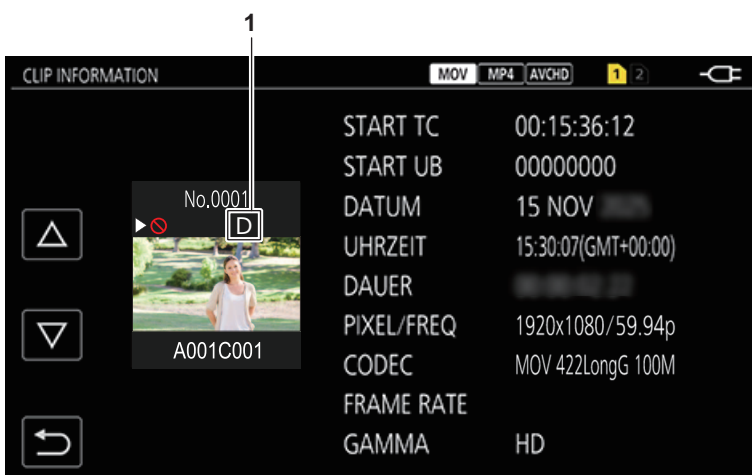 1
CLIP INFORMATION MOV MP4 AVCHD 1 2
START TC 00:15:36:12
START UB 00000000
No.0001
DATUM 15 NOV
D
UHRZEIT 15:30:07(GMT+00:00)
DAUER
PIXEL/FREQ 1920x1080/59.94p
A001C001
CODEC MOV 422LongG 100M
FRAME RATE
GAMMA HD